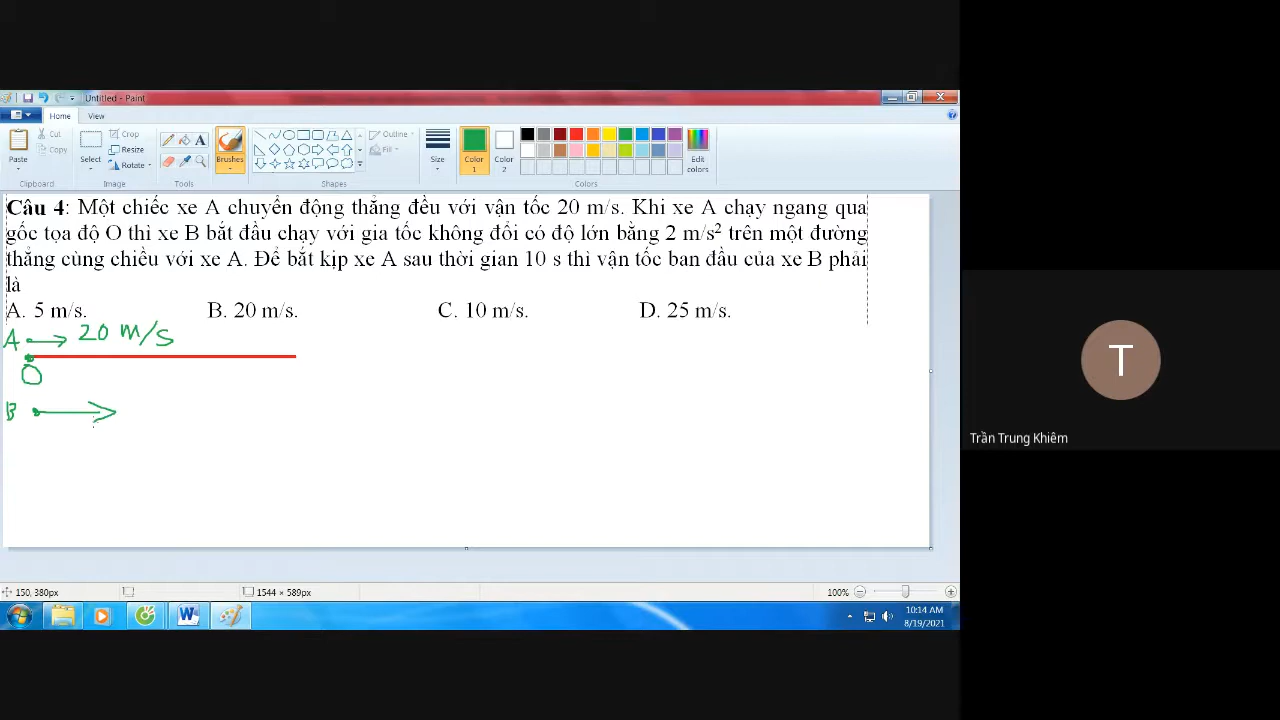 Untitled - Paint
Home View
Paste
Cut
Copy
Clipboard
Select
Crop
Resize
Rotate
Image
Tools
Brushes
Outline
Fill
Shapes
Size
Color 1
Color 2
Edit colors
Colors
Câu 4: Một chiếc xe A chuyển động thẳng đều với vận tốc 20 m/s. Khi xe A chạy ngang qua
gốc tọa độ O thì xe B bắt đầu chạy với gia tốc không đổi có độ lớn bằng 2 m/s² trên một đường
thẳng cùng chiều với xe A. Để bắt kịp xe A sau thời gian 10 s thì vận tốc ban đầu của xe B phải
là
A. 5 m/s. B. 20 m/s. C. 10 m/s. D. 25 m/s.
A 20 m/s
O
B
T
Trần Trung Khiêm
150, 380px
1544 × 589px
100%
10:14 AM
8/19/2021